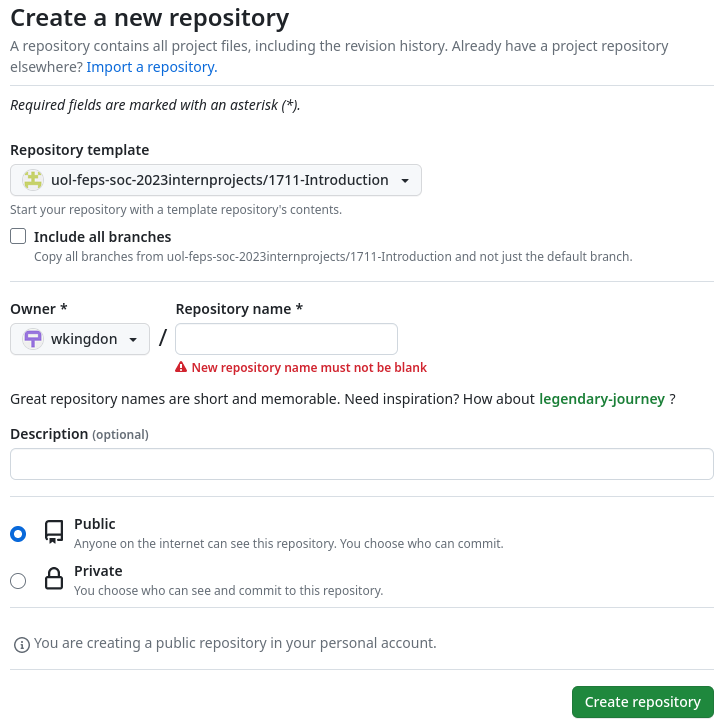 Create a new repository
A repository contains all project files, including the revision history. Already have a project repository
elsewhere? Import a repository.
Required fields are marked with an asterisk (*).
Repository template
uol-feps-soc-2023internprojects/1711-Introduction
Start your repository with a template repository's contents.
Include all branches
Copy all branches from uol-feps-soc-2023internprojects/1711-Introduction and not just the default branch.
Owner * Repository name *
wkingdon /
New repository name must not be blank
Great repository names are short and memorable. Need inspiration? How about legendary-journey ?
Description (optional)
Public
Anyone on the internet can see this repository. You choose who can commit.
Private
You choose who can see and commit to this repository.
You are creating a public repository in your personal account.
Create repository